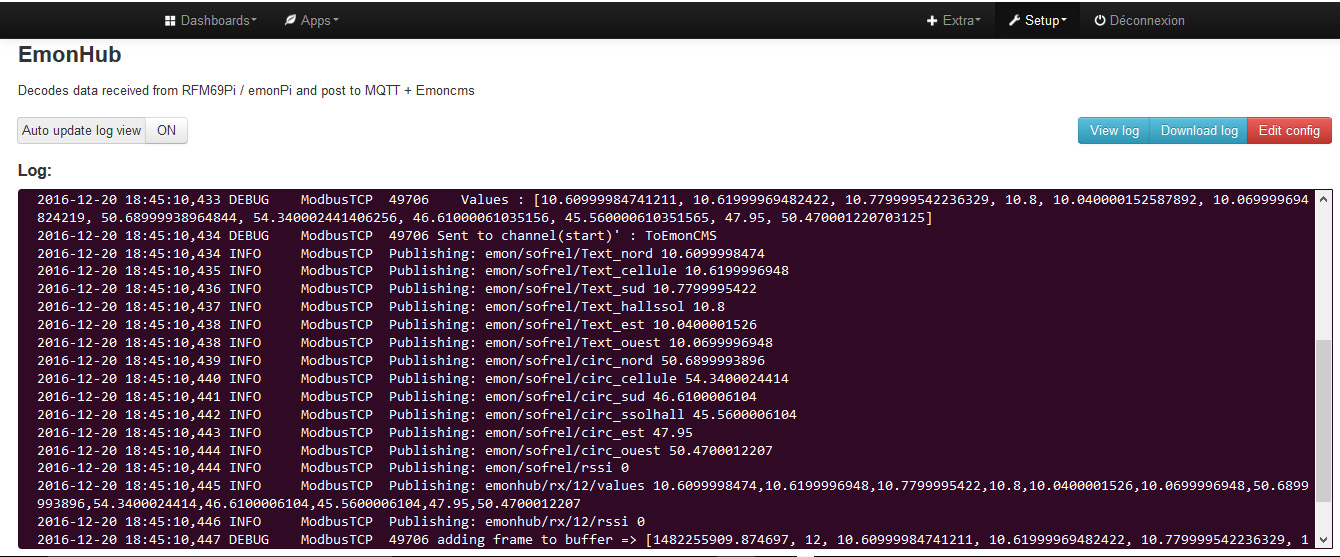 Dashboards Apps Extra Setup Déconnexion
EmonHub
Decodes data received from RFM69Pi / emonPi and post to MQTT + Emoncms
Auto update log view ON View log Download log Edit config
Log:
2016-12-20 18:45:10,433 DEBUG    ModbusTCP  49706    Values : [10.60999984741211, 10.61999969482422, 10.779999542236329, 10.8, 10.040000152587892, 10.069999694
824219, 50.68999938964844, 54.340002441406256, 46.61000061035156, 45.560000610351565, 47.95, 50.470001220703125]
2016-12-20 18:45:10,434 DEBUG    ModbusTCP  49706 Sent to channel(start)' : ToEmonCMS
2016-12-20 18:45:10,434 INFO     ModbusTCP  Publishing: emon/sofrel/Text_nord 10.6099998474
2016-12-20 18:45:10,435 INFO     ModbusTCP  Publishing: emon/sofrel/Text_cellule 10.6199996948
2016-12-20 18:45:10,436 INFO     ModbusTCP  Publishing: emon/sofrel/Text_sud 10.7799995422
2016-12-20 18:45:10,437 INFO     ModbusTCP  Publishing: emon/sofrel/Text_hallssol 10.8
2016-12-20 18:45:10,438 INFO     ModbusTCP  Publishing: emon/sofrel/Text_est 10.0400001526
2016-12-20 18:45:10,438 INFO     ModbusTCP  Publishing: emon/sofrel/Text_ouest 10.0699996948
2016-12-20 18:45:10,439 INFO     ModbusTCP  Publishing: emon/sofrel/circ_nord 50.6899993896
2016-12-20 18:45:10,440 INFO     ModbusTCP  Publishing: emon/sofrel/circ_cellule 54.3400024414
2016-12-20 18:45:10,441 INFO     ModbusTCP  Publishing: emon/sofrel/circ_sud 46.6100006104
2016-12-20 18:45:10,442 INFO     ModbusTCP  Publishing: emon/sofrel/circ_ssolhall 45.5600006104
2016-12-20 18:45:10,443 INFO     ModbusTCP  Publishing: emon/sofrel/circ_est 47.95
2016-12-20 18:45:10,444 INFO     ModbusTCP  Publishing: emon/sofrel/circ_ouest 50.4700012207
2016-12-20 18:45:10,444 INFO     ModbusTCP  Publishing: emon/sofrel/rssi 0
2016-12-20 18:45:10,445 INFO     ModbusTCP  Publishing: emonhub/rx/12/values 10.6099998474,10.6199996948,10.7799995422,10.8,10.0400001526,10.0699996948,50.6899
993896,54.3400024414,46.6100006104,45.5600006104,47.95,50.4700012207
2016-12-20 18:45:10,446 INFO     ModbusTCP  Publishing: emonhub/rx/12/rssi 0
2016-12-20 18:45:10,447 DEBUG    ModbusTCP  49706 adding frame to buffer => [1482255909.874697, 12, 10.60999984741211, 10.61999969482422, 10.779999542236329, 1